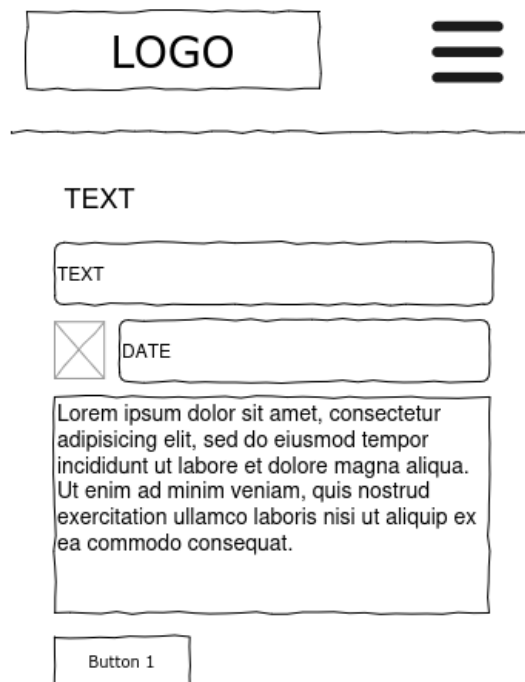 LOGO
TEXT
TEXT
DATE
Lorem ipsum dolor sit amet, consectetur
adipisicing elit, sed do eiusmod tempor
incididunt ut labore et dolore magna aliqua.
Ut enim ad minim veniam, quis nostrud
exercitation ullamco laboris nisi ut aliquip ex
ea commodo consequat.
Button 1